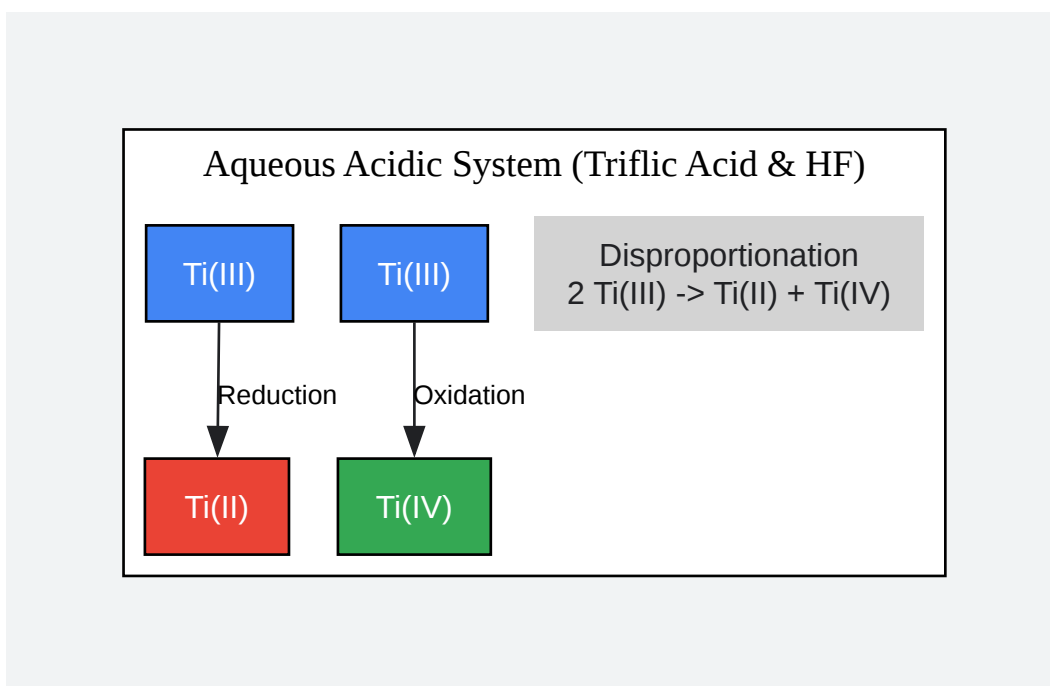 Aqueous Acidic System (Triflic Acid & HF)
Ti(III)
Ti(III)
Disproportionation
2 Ti(III) -> Ti(II) + Ti(IV)
Reduction
Oxidation
Ti(II)
Ti(IV)